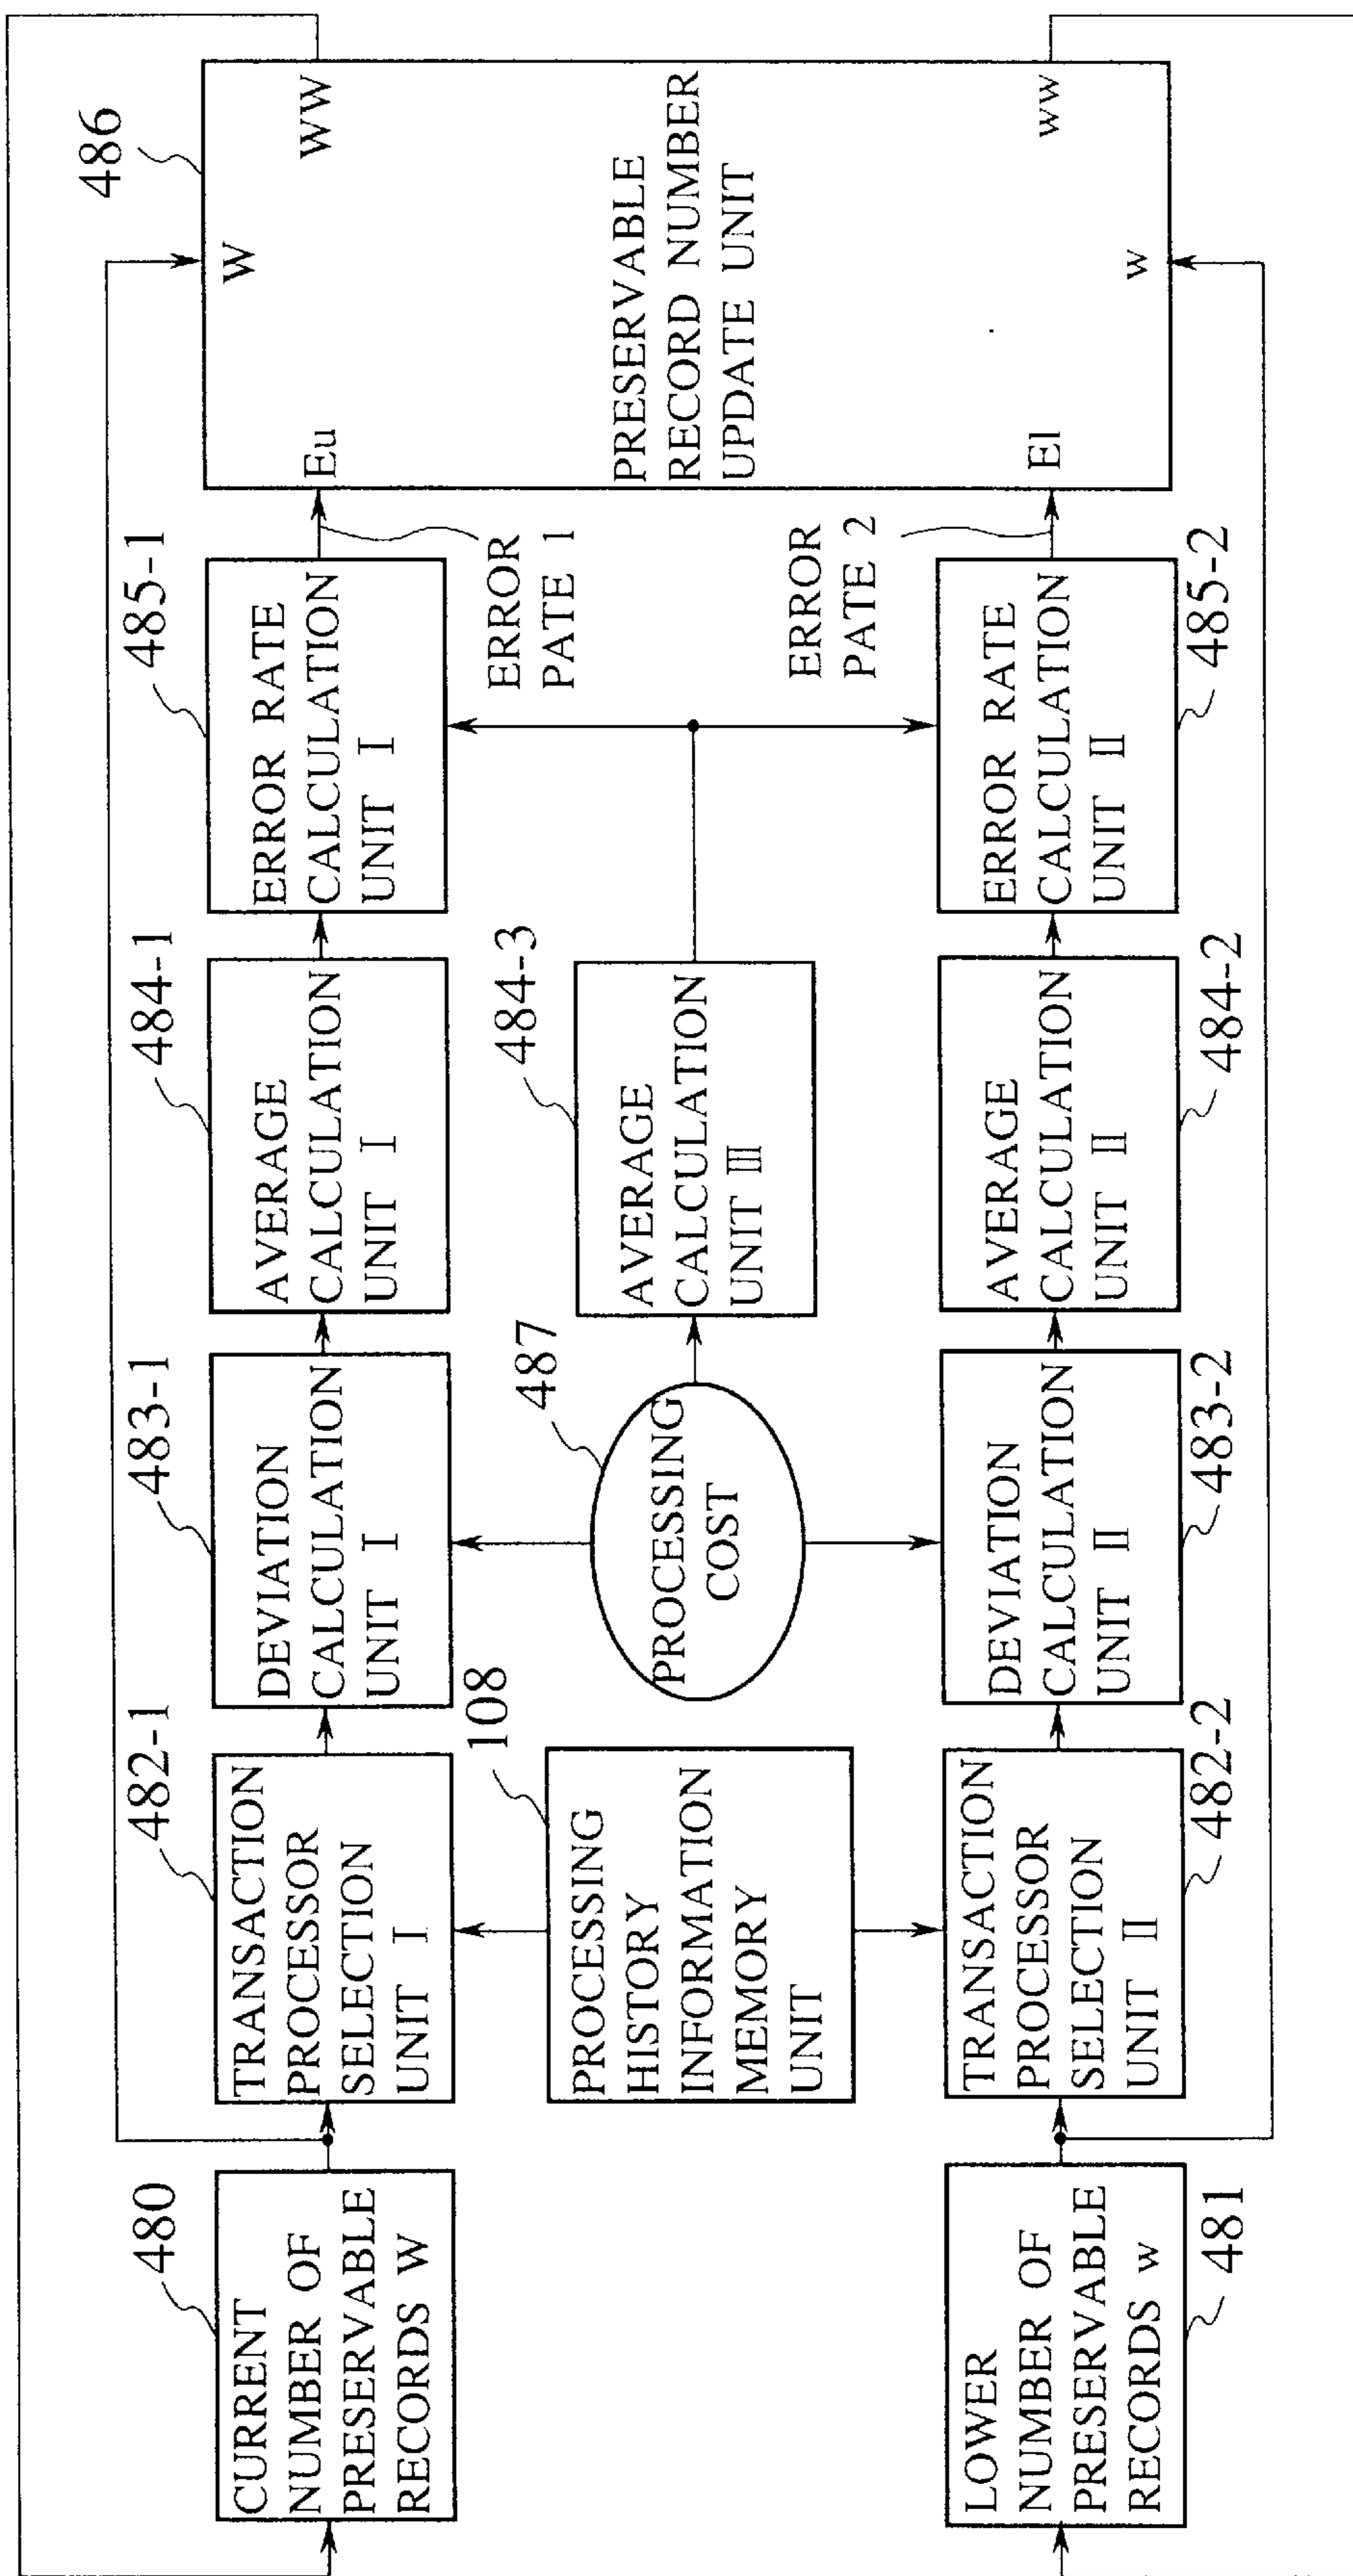 480
CURRENT
NUMBER OF
PRESERVABLE
RECORDS W
482-1
TRANSACTION
PROCESSOR
SELECTION
UNIT I
483-1
DEVIATION
CALCULATION
UNIT I
484-1
AVERAGE
CALCULATION
UNIT I
485-1
ERROR RATE
CALCULATION
UNIT I
ERROR
PATE 1
486
W
WW
Eu
PRESERVABLE
RECORD NUMBER
UPDATE UNIT
El
w
ww
108
PROCESSING
HISTORY
INFORMATION
MEMORY
UNIT
487
PROCESSING
COST
484-3
AVERAGE
CALCULATION
UNIT III
ERROR
PATE 2
LOWER
NUMBER OF
PRESERVABLE
RECORDS w
481
TRANSACTION
PROCESSOR
SELECTION
UNIT II
482-2
DEVIATION
CALCULATION
UNIT II
483-2
AVERAGE
CALCULATION
UNIT II
484-2
ERROR RATE
CALCULATION
UNIT II
485-2